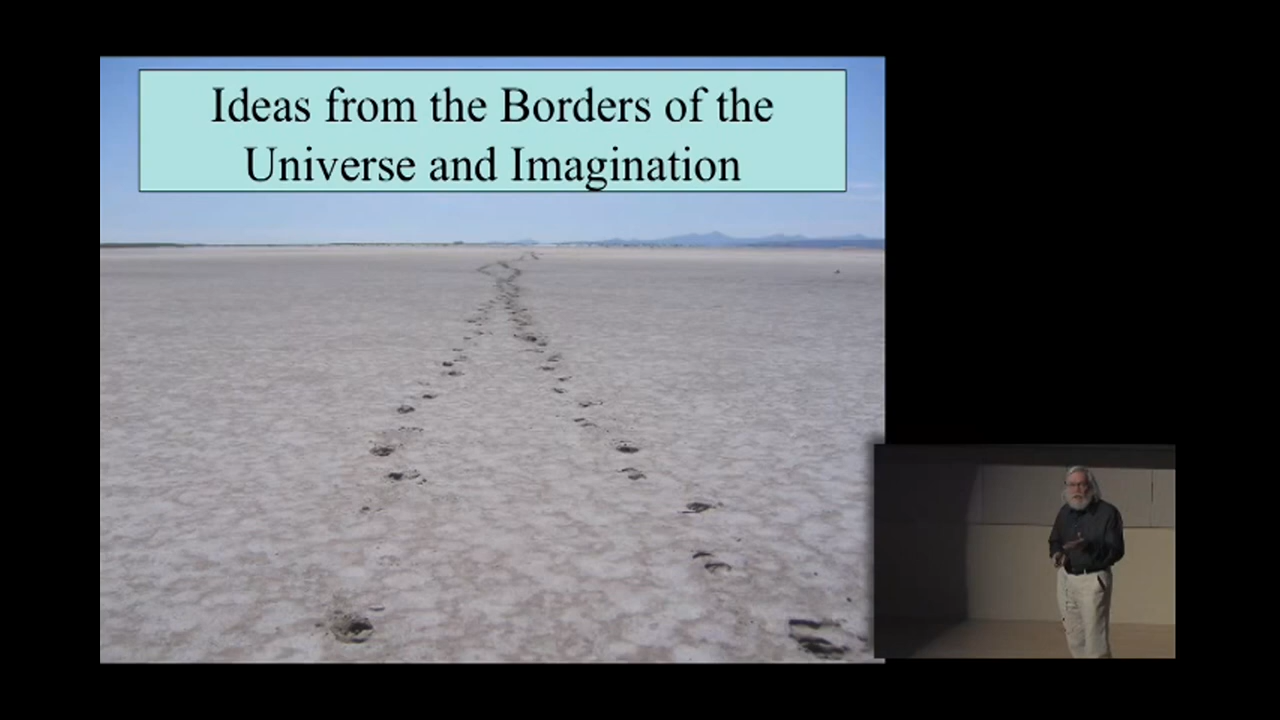 Ideas from the Borders of the
Universe and Imagination